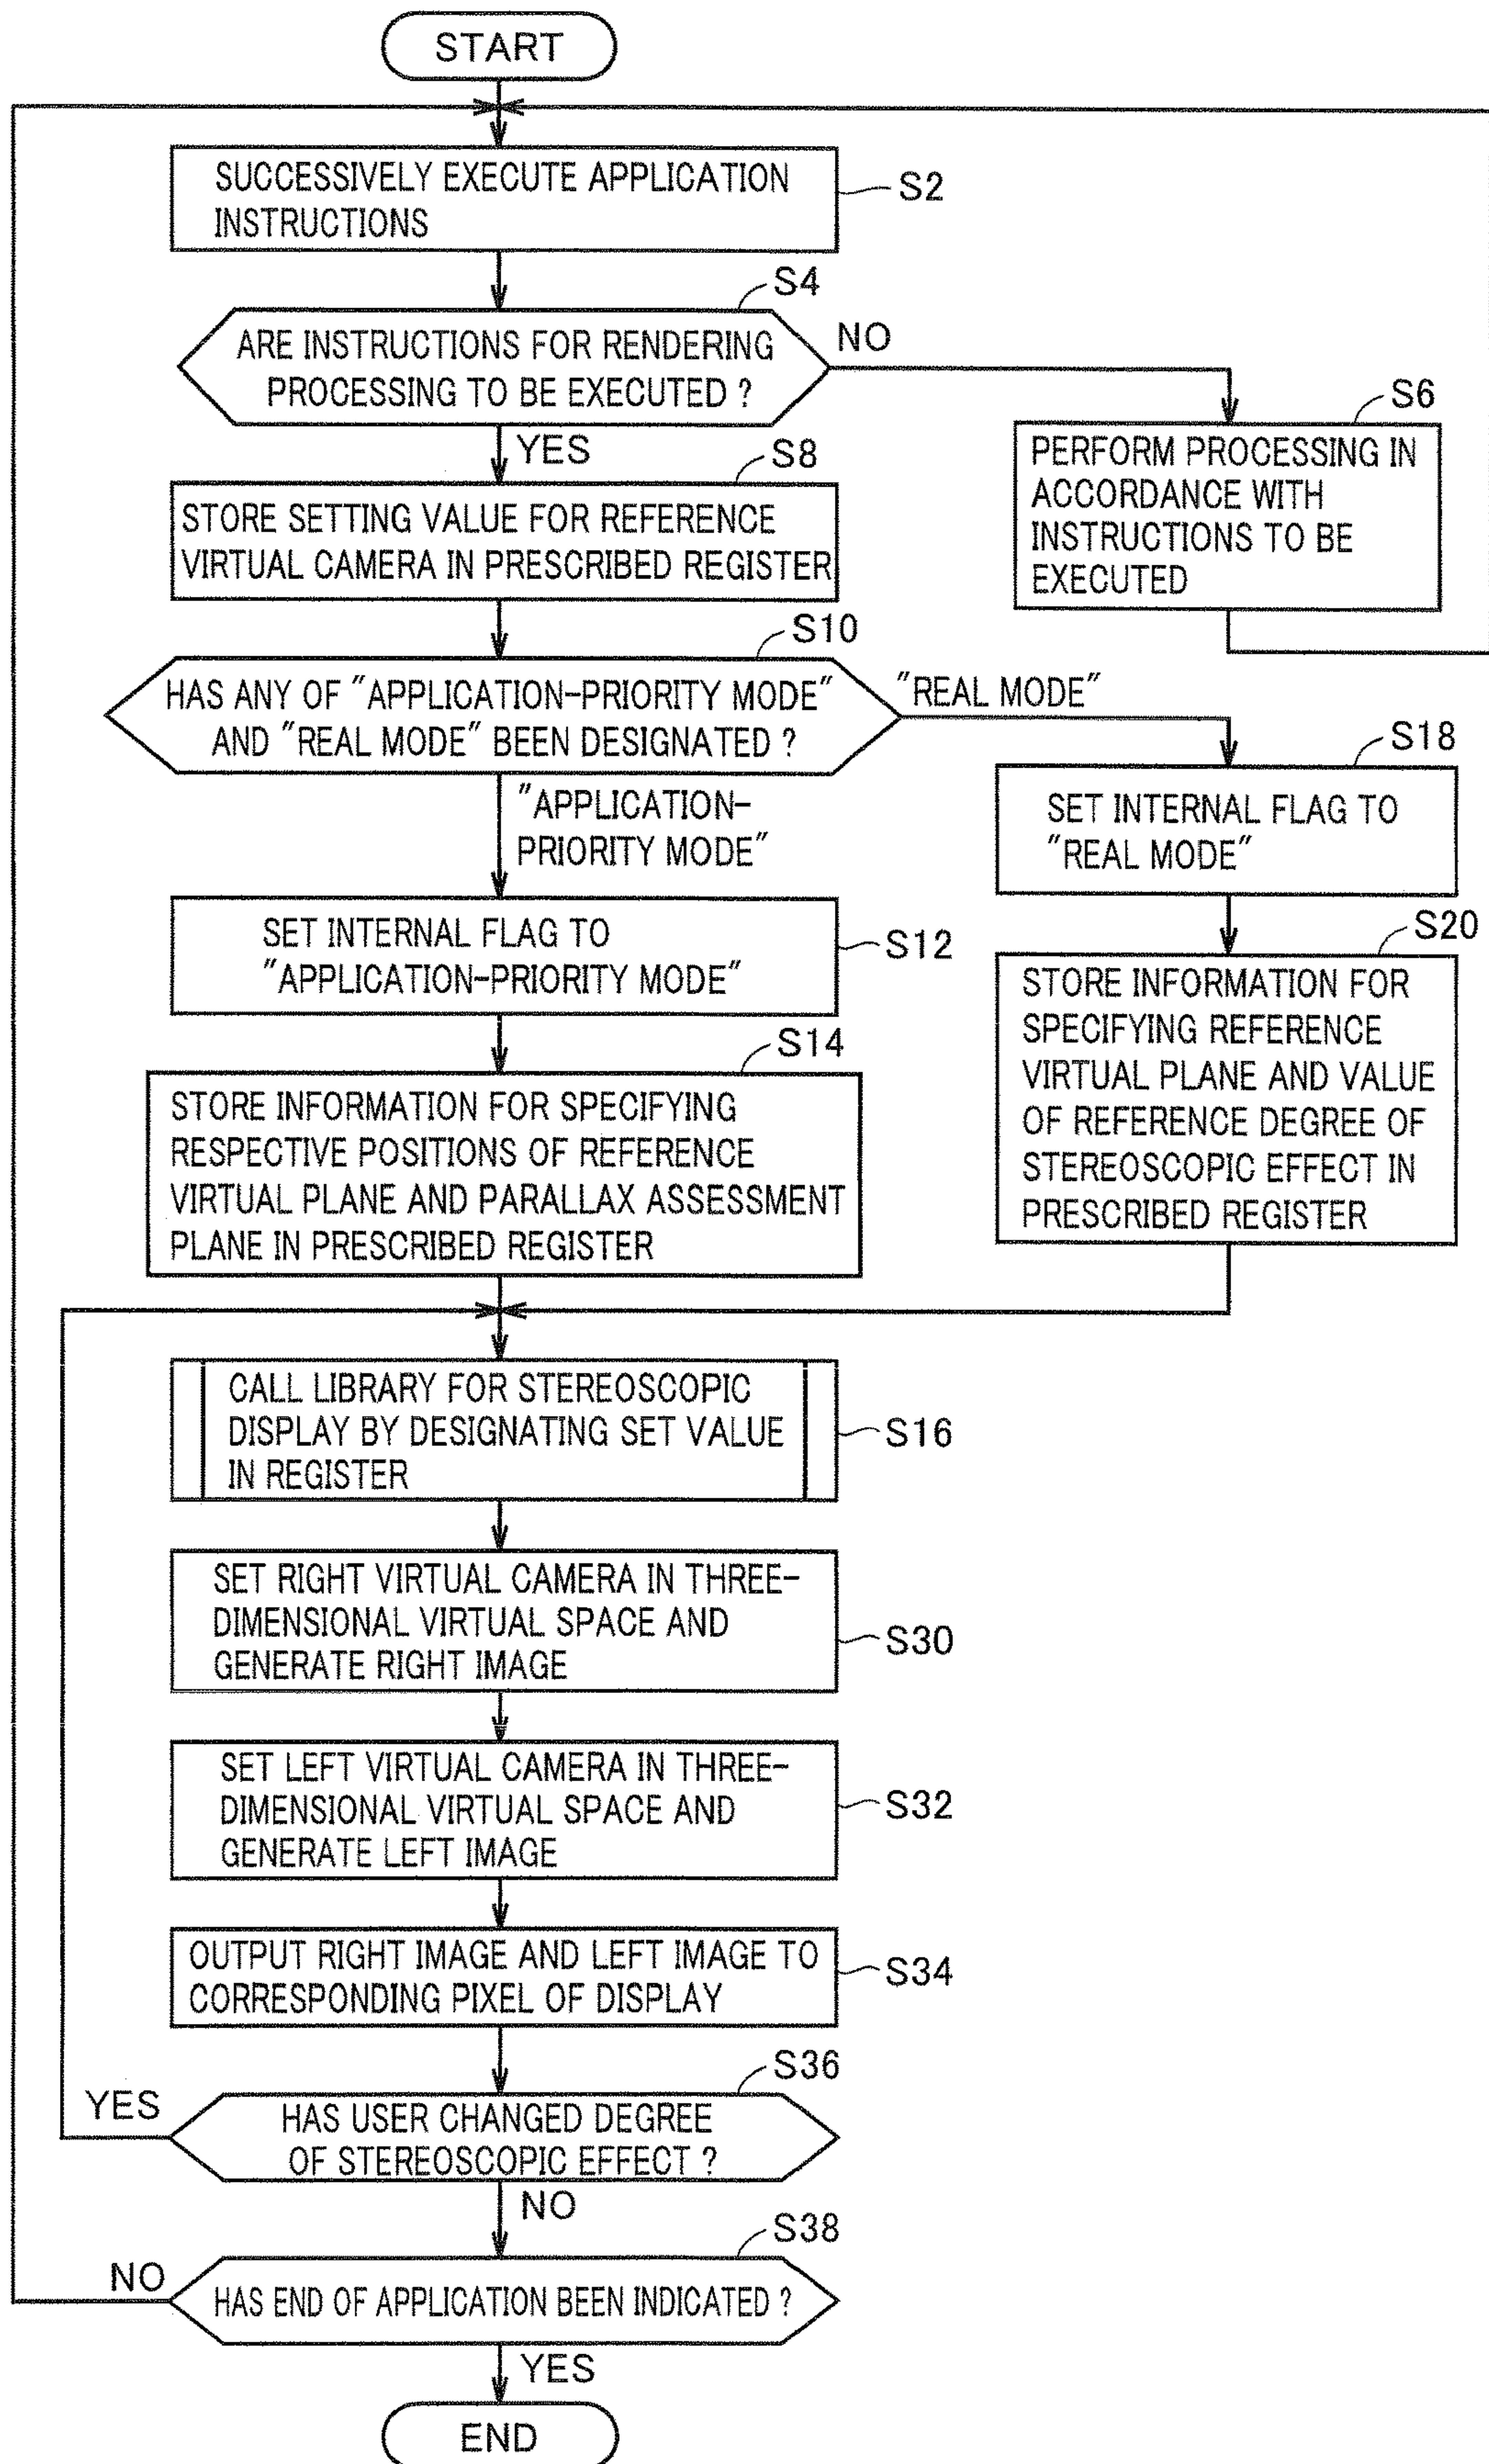 START
SUCCESSIVELY EXECUTE APPLICATION
INSTRUCTIONS
S2
S4
ARE INSTRUCTIONS FOR RENDERING
PROCESSING TO BE EXECUTED ?
NO
YES
S6
PERFORM PROCESSING IN
ACCORDANCE WITH
INSTRUCTIONS TO BE
EXECUTED
S8
STORE SETTING VALUE FOR REFERENCE
VIRTUAL CAMERA IN PRESCRIBED REGISTER
S10
HAS ANY OF "APPLICATION-PRIORITY MODE"
AND "REAL MODE" BEEN DESIGNATED ?
"REAL MODE"
"APPLICATION-
PRIORITY MODE"
S18
SET INTERNAL FLAG TO
"REAL MODE"
SET INTERNAL FLAG TO
"APPLICATION-PRIORITY MODE"
S12
S20
STORE INFORMATION FOR
SPECIFYING REFERENCE
VIRTUAL PLANE AND VALUE
OF REFERENCE DEGREE OF
STEREOSCOPIC EFFECT IN
PRESCRIBED REGISTER
S14
STORE INFORMATION FOR SPECIFYING
RESPECTIVE POSITIONS OF REFERENCE
VIRTUAL PLANE AND PARALLAX ASSESSMENT
PLANE IN PRESCRIBED REGISTER
CALL LIBRARY FOR STEREOSCOPIC
DISPLAY BY DESIGNATING SET VALUE
IN REGISTER
S16
SET RIGHT VIRTUAL CAMERA IN THREE-
DIMENSIONAL VIRTUAL SPACE AND
GENERATE RIGHT IMAGE
S30
SET LEFT VIRTUAL CAMERA IN THREE-
DIMENSIONAL VIRTUAL SPACE AND
GENERATE LEFT IMAGE
S32
OUTPUT RIGHT IMAGE AND LEFT IMAGE TO
CORRESPONDING PIXEL OF DISPLAY
S34
S36
YES
HAS USER CHANGED DEGREE
OF STEREOSCOPIC EFFECT ?
NO
S38
NO
HAS END OF APPLICATION BEEN INDICATED ?
YES
END